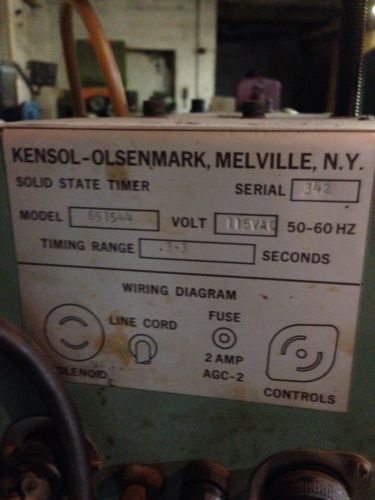 KENSOL-OLSENMARK, MELVILLE, N.Y.
SOLID STATE TIMER SERIAL 342
MODEL 651544 VOLT 115VAC 50-60 HZ
TIMING RANGE .3-3 SECONDS
WIRING DIAGRAM
LINE CORD FUSE
2 AMP
OLENOID AGC-2 CONTROLS